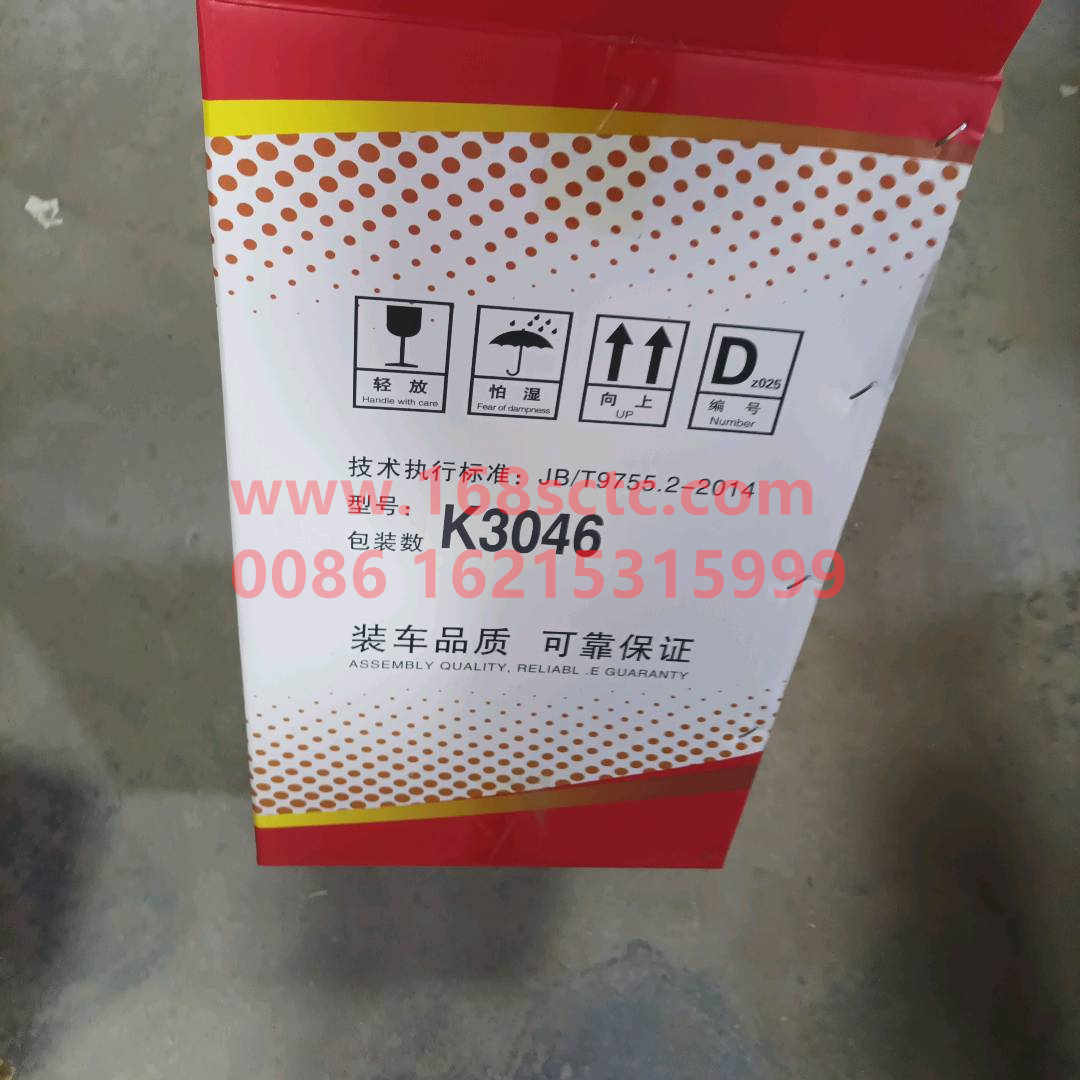 轻 放
Handle with care
怕 湿
Fear of dampness
向 上
UP
D z025
编 号
Number
技术执行标准：JB/T9755.2-2014
www.168sctc.com
型号：
K3046
包装数
0086 16215315999
装车品质 可靠保证
ASSEMBLY QUALITY, RELIABL .E GUARANTY